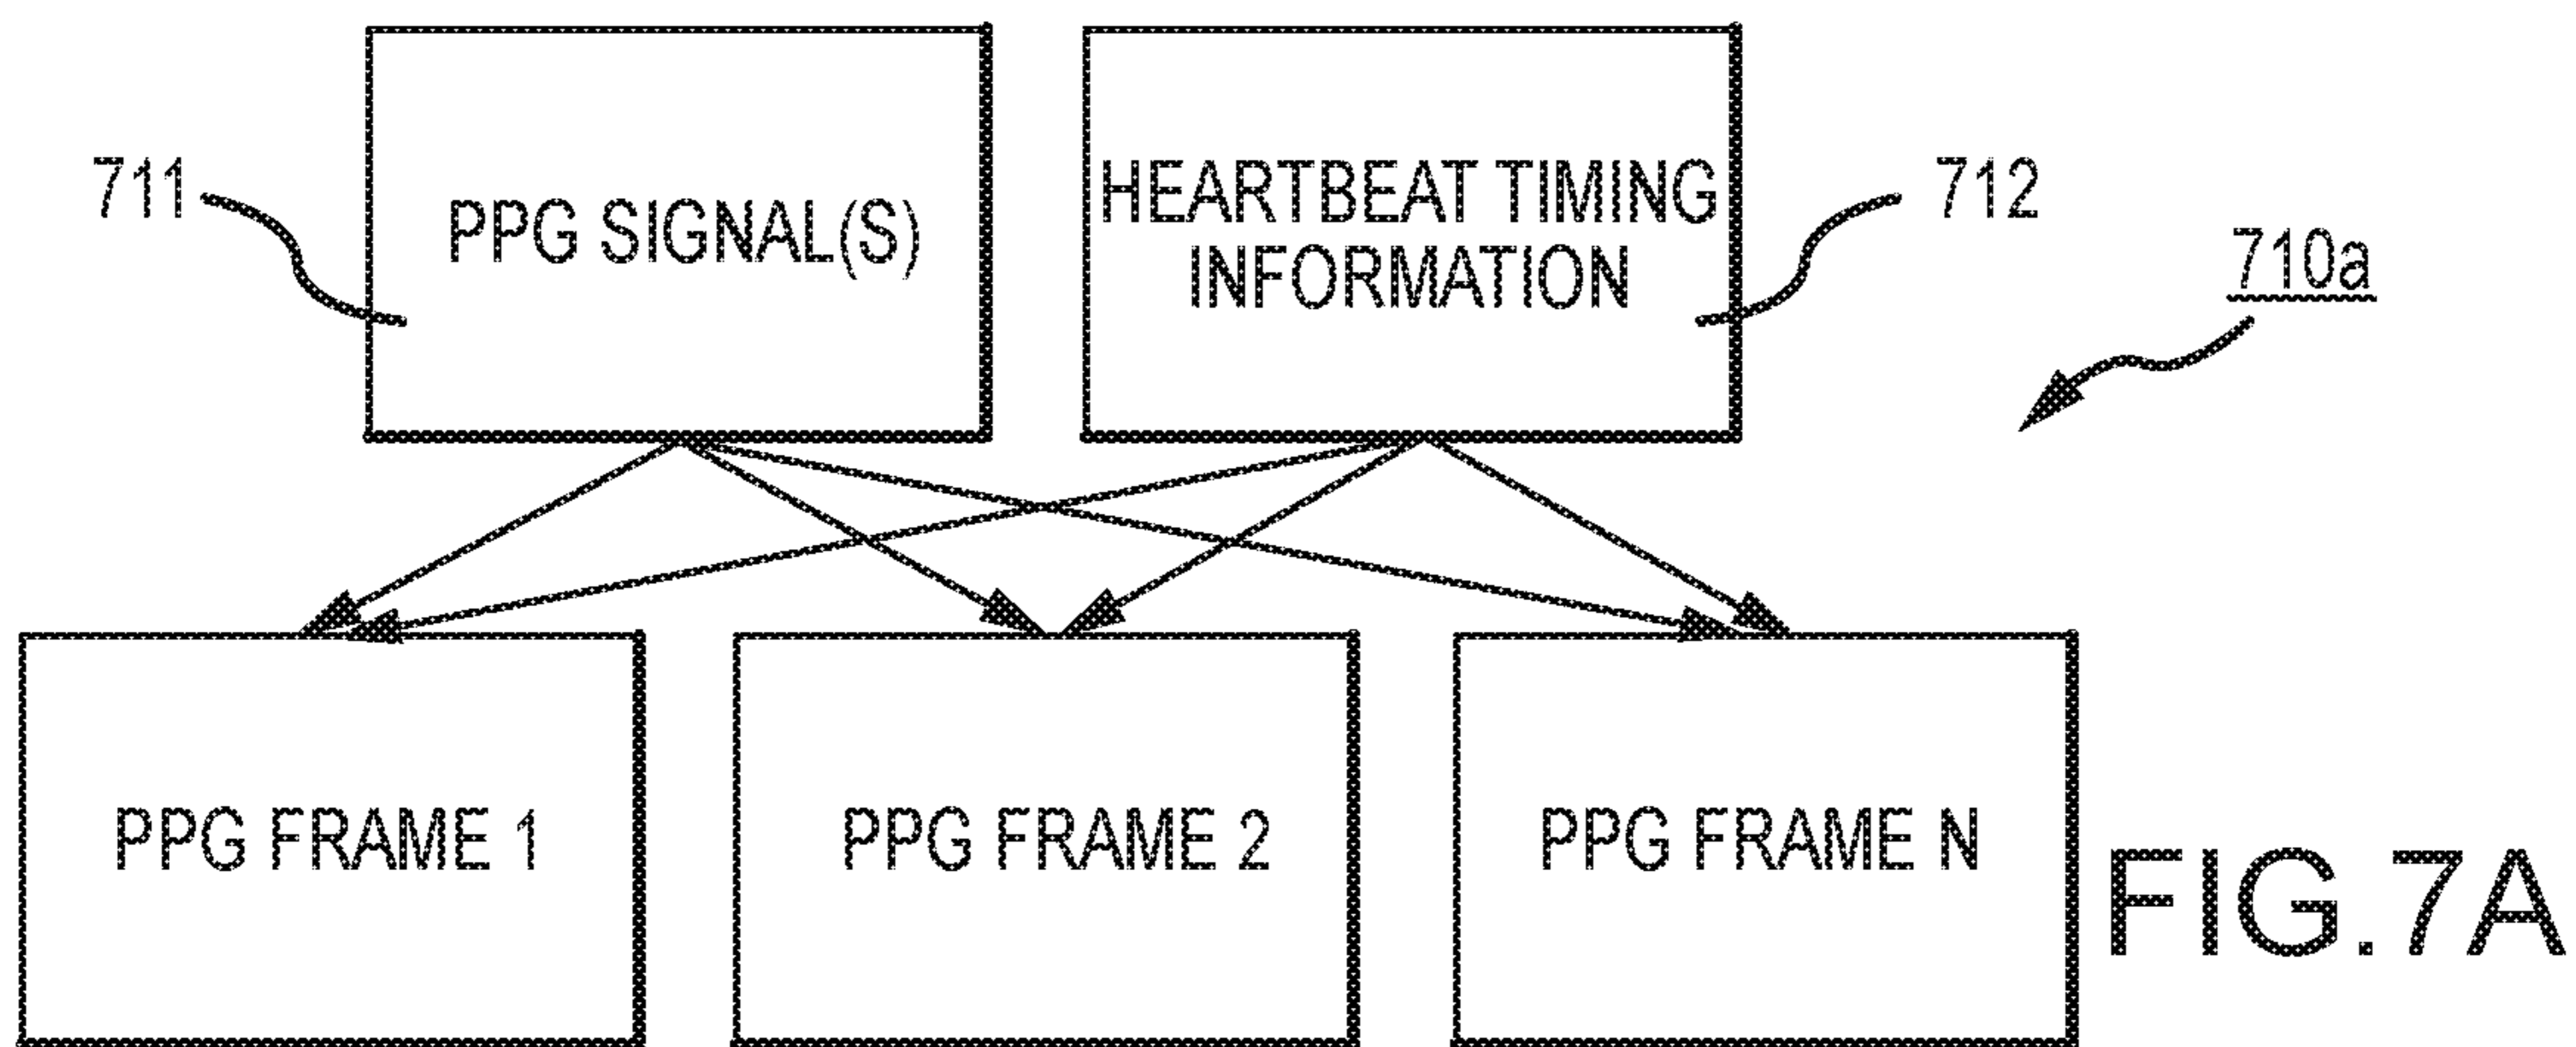 711
PPG SIGNAL(S)
HEARTBEAT TIMING
INFORMATION
712
710a
PPG FRAME 1
PPG FRAME 2
PPG FRAME N
FIG.7A